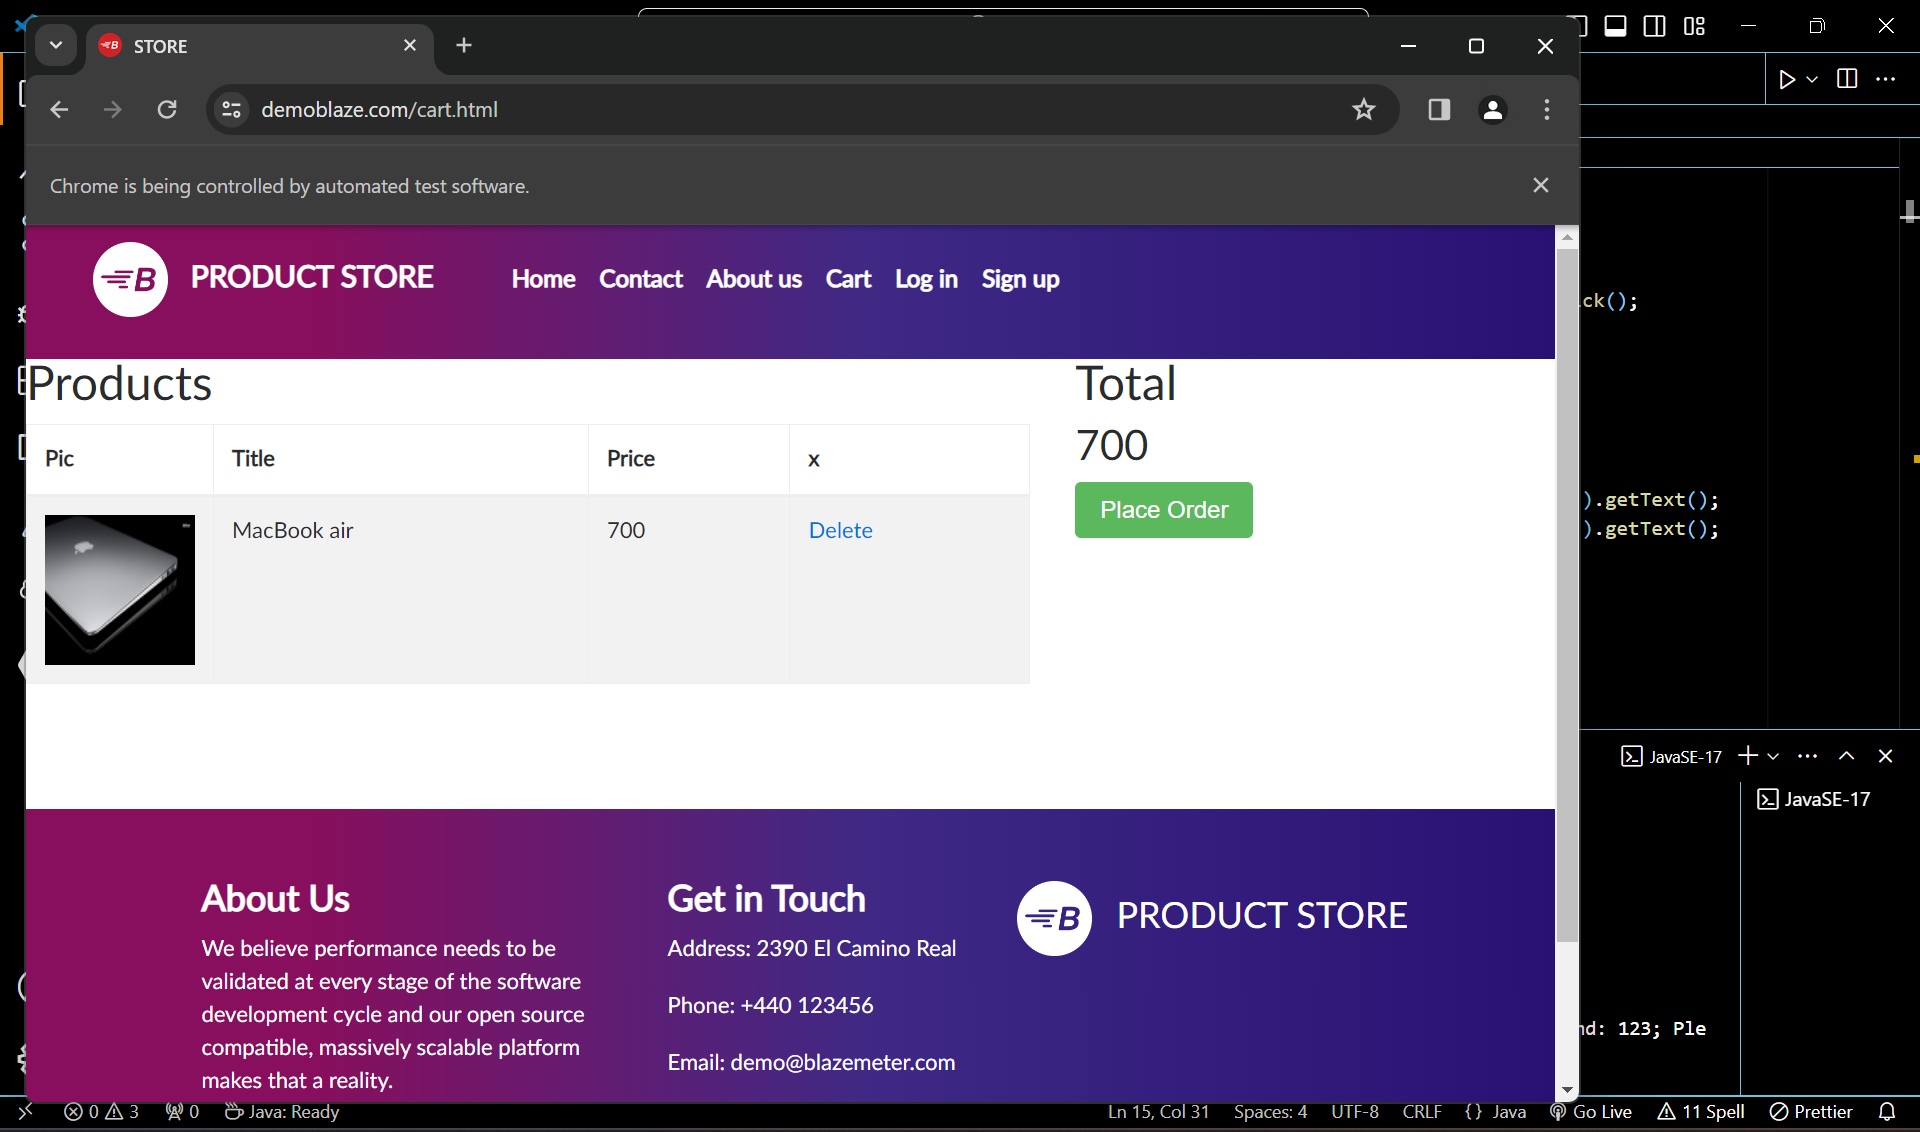 STORE
demoblaze.com/cart.html
Chrome is being controlled by automated test software.
B PRODUCT STORE Home Contact About us Cart Log in Sign up
ck();
Products
Total
700
Pic Title Price x
Place Order
).getText();
MacBook air 700 Delete
).getText();
JavaSE-17
JavaSE-17
About Us
We believe performance needs to be
validated at every stage of the software
development cycle and our open source
compatible, massively scalable platform
makes that a reality.
Get in Touch
Address: 2390 El Camino Real
Phone: +440 123456
Email: demo@blazemeter.com
B PRODUCT STORE
nd: 123; Ple
0 3 0 Java: Ready Ln 15, Col 31 Spaces: 4 UTF-8 CRLF {} Java Go Live 11 Spell Prettier